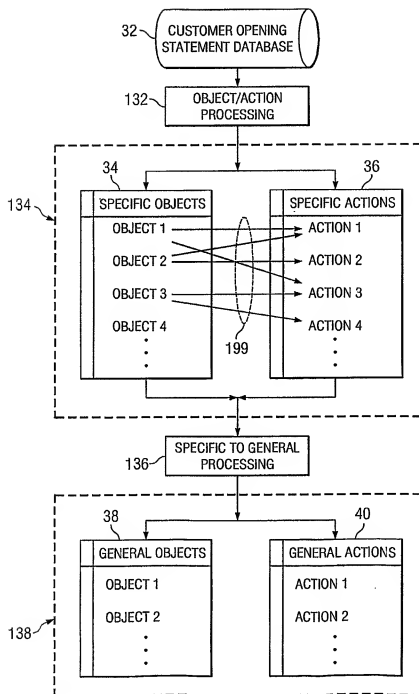 32
CUSTOMER OPENING
STATEMENT DATABASE
132
OBJECT/ACTION
PROCESSING
134
34
SPECIFIC OBJECTS
OBJECT 1
OBJECT 2
OBJECT 3
OBJECT 4
36
SPECIFIC ACTIONS
ACTION 1
ACTION 2
ACTION 3
ACTION 4
199
136
SPECIFIC TO GENERAL
PROCESSING
138
38
GENERAL OBJECTS
OBJECT 1
OBJECT 2
40
GENERAL ACTIONS
ACTION 1
ACTION 2